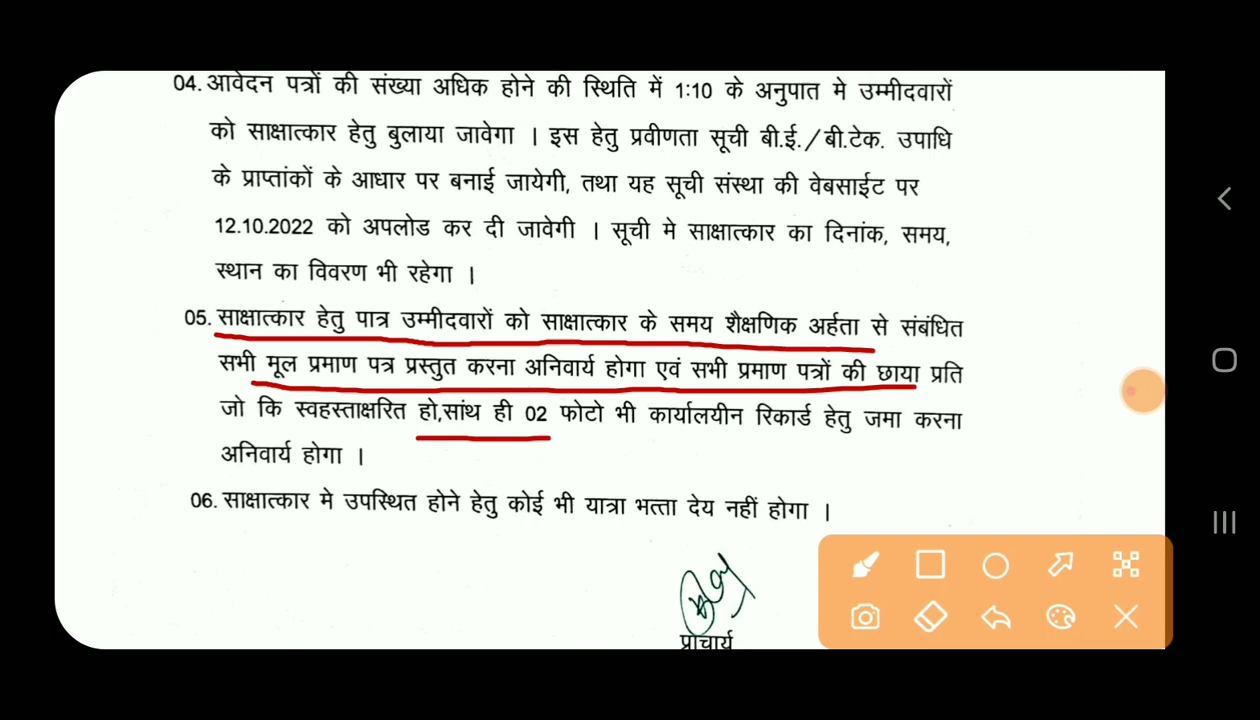 04. आवेदन पत्रों की संख्या अधिक होने की स्थिति में 1:10 के अनुपात मे उम्मीदवारों
को साक्षात्कार हेतु बुलाया जावेगा । इस हेतु प्रवीणता सूची बी.ई./बी.टेक. उपाधि
के प्राप्तांकों के आधार पर बनाई जायेगी, तथा यह सूची संस्था की वेबसाईट पर
12.10.2022 को अपलोड कर दी जावेगी । सूची मे साक्षात्कार का दिनांक, समय,
स्थान का विवरण भी रहेगा ।
05. साक्षात्कार हेतु पात्र उम्मीदवारों को साक्षात्कार के समय शैक्षणिक अर्हता से संबंधित
सभी मूल प्रमाण पत्र प्रस्तुत करना अनिवार्य होगा एवं सभी प्रमाण पत्रों की छाया प्रति
जो कि स्वहस्ताक्षरित हो,सांथ ही 02 फोटो भी कार्यालयीन रिकार्ड हेतु जमा करना
अनिवार्य होगा ।
06. साक्षात्कार मे उपस्थित होने हेतु कोई भी यात्रा भत्ता देय नहीं होगा ।
प्राचार्य